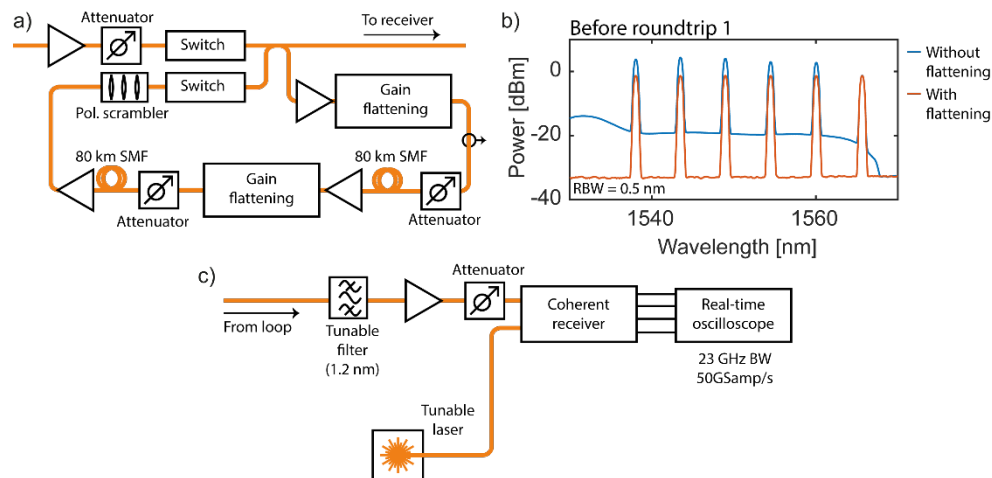 a)
Attenuator
Switch
To receiver
Pol. scrambler
Switch
Gain
flattening
80 km SMF
Gain
flattening
80 km SMF
Attenuator
Attenuator
b)
Before roundtrip 1
Power [dBm]
0
-20
-40
RBW = 0.5 nm
1540
1560
Wavelength [nm]
Without
flattening
With
flattening
c)
From loop
Tunable
filter
(1.2 nm)
Attenuator
Coherent
receiver
Real-time
oscilloscope
23 GHz BW
50GSamp/s
Tunable
laser